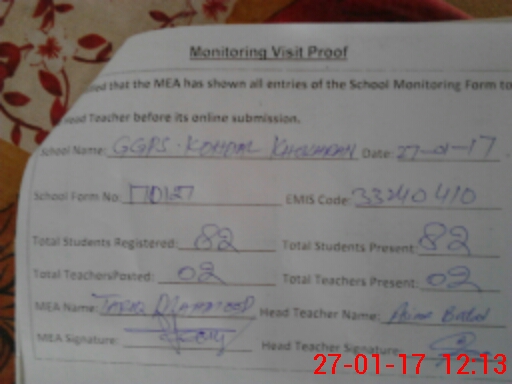 Monitoring Visit Proof
that the MEA has shown all entries of the School Monitoring Form to
Head Teacher before its online submission.
School Name: GGPS. Date: 27-01-17
School Form No: EMIS Code: 33240410
Total Students Registered: 82 Total Students Present: 82
Total TeachersPosted: 02 Total Teachers Present: 02
MEA Name: Tariq Mahmood Head Teacher Name:
MEA Signature: Head Teacher Signature:
27-01-17 12:13